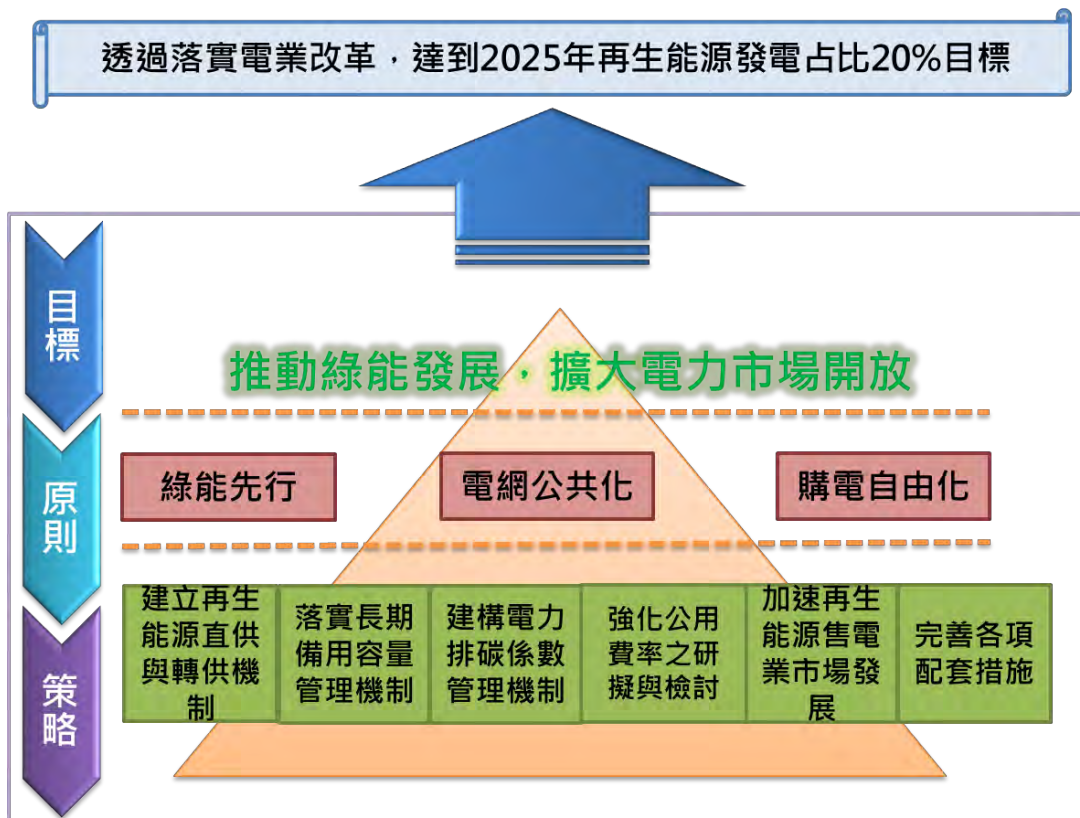 透過落實電業改革，達到2025年再生能源發電占比20%目標
目標
推動綠能發展，擴大電力市場開放
原則
綠能先行
電網公共化
購電自由化
策略
建立再生
能源直供
與轉供機
制
落實長期
備用容量
管理機制
建構電力
排碳係數
管理機制
強化公用
費率之研
擬與檢討
加速再生
能源售電
業市場發
展
完善各項
配套措施